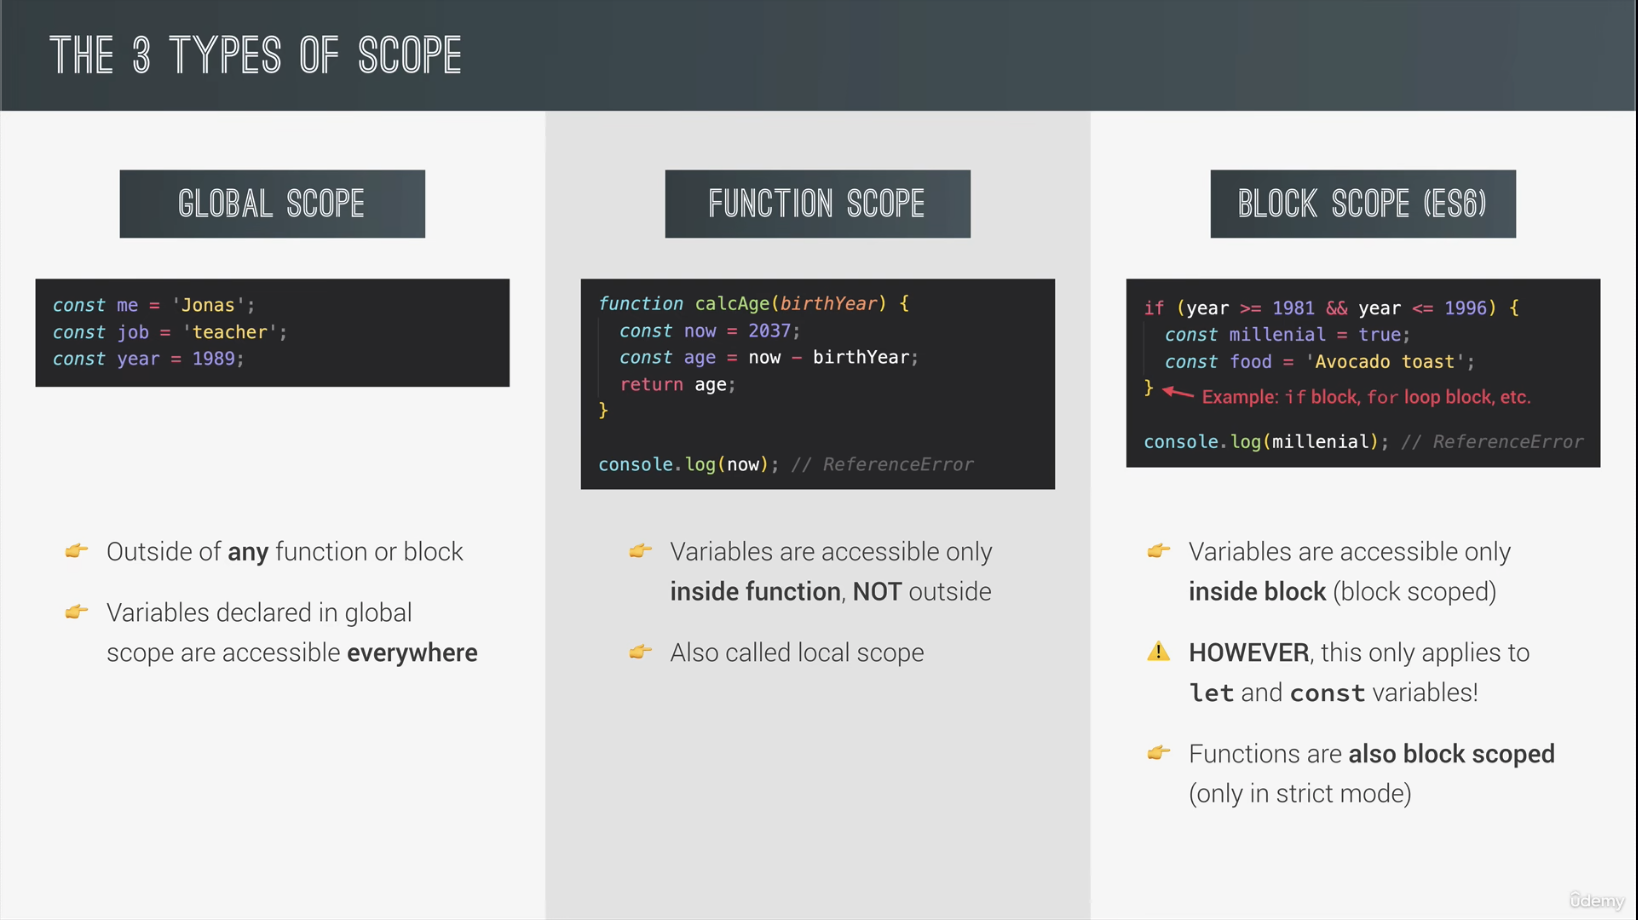 THE 3 TYPES OF SCOPE
GLOBAL SCOPE
const me = 'Jonas';
const job = 'teacher';
const year = 1989;
Outside of any function or block
Variables declared in global
scope are accessible everywhere
FUNCTION SCOPE
function calcAge(birthYear) {
  const now = 2037;
  const age = now − birthYear;
  return age;
}
console.log(now); // ReferenceError
Variables are accessible only
inside function, NOT outside
Also called local scope
BLOCK SCOPE (ES6)
if (year >= 1981 && year <= 1996) {
  const millenial = true;
  const food = 'Avocado toast';
} Example: if block, for loop block, etc.
console.log(millenial); // ReferenceError
Variables are accessible only
inside block (block scoped)
HOWEVER, this only applies to
let and const variables!
Functions are also block scoped
(only in strict mode)
ûdemy